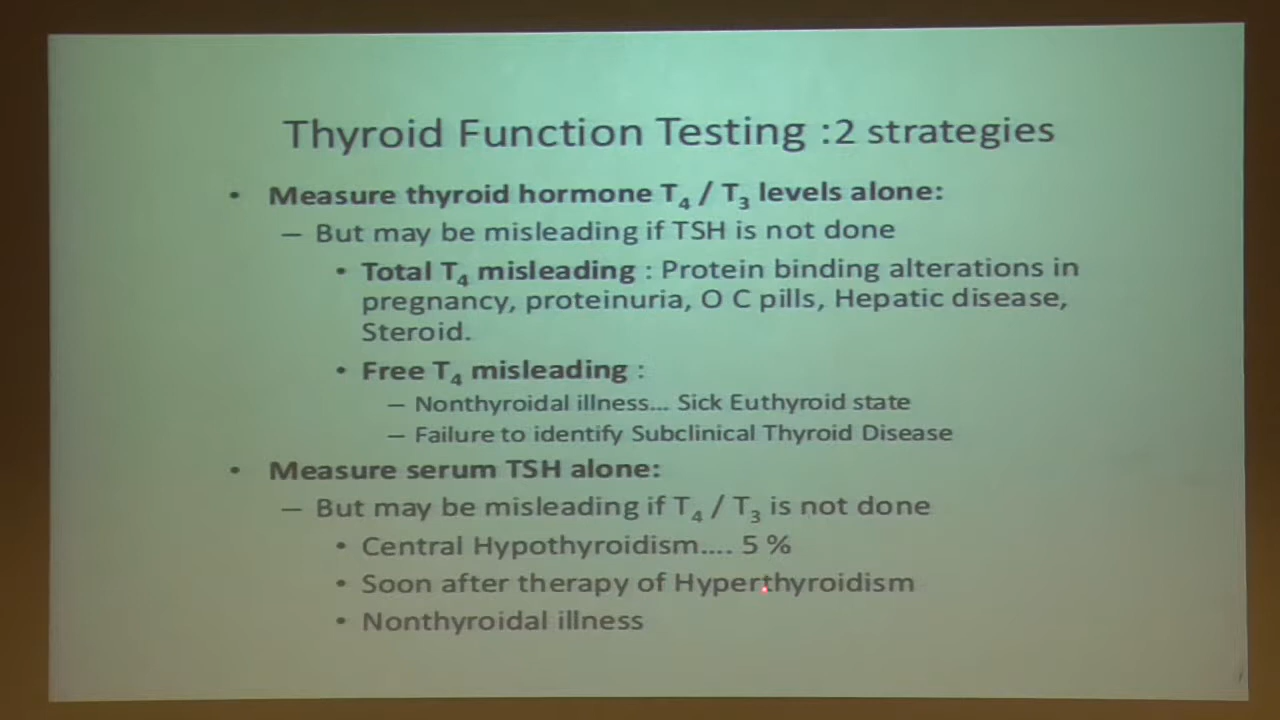 Thyroid Function Testing :2 strategies
• Measure thyroid hormone T₄ / T₃ levels alone:
– But may be misleading if TSH is not done
• Total T₄ misleading : Protein binding alterations in
pregnancy, proteinuria, O C pills, Hepatic disease,
Steroid.
• Free T₄ misleading :
– Nonthyroidal illness... Sick Euthyroid state
– Failure to identify Subclinical Thyroid Disease
• Measure serum TSH alone:
– But may be misleading if T₄ / T₃ is not done
• Central Hypothyroidism.... 5 %
• Soon after therapy of Hyperthyroidism
• Nonthyroidal illness